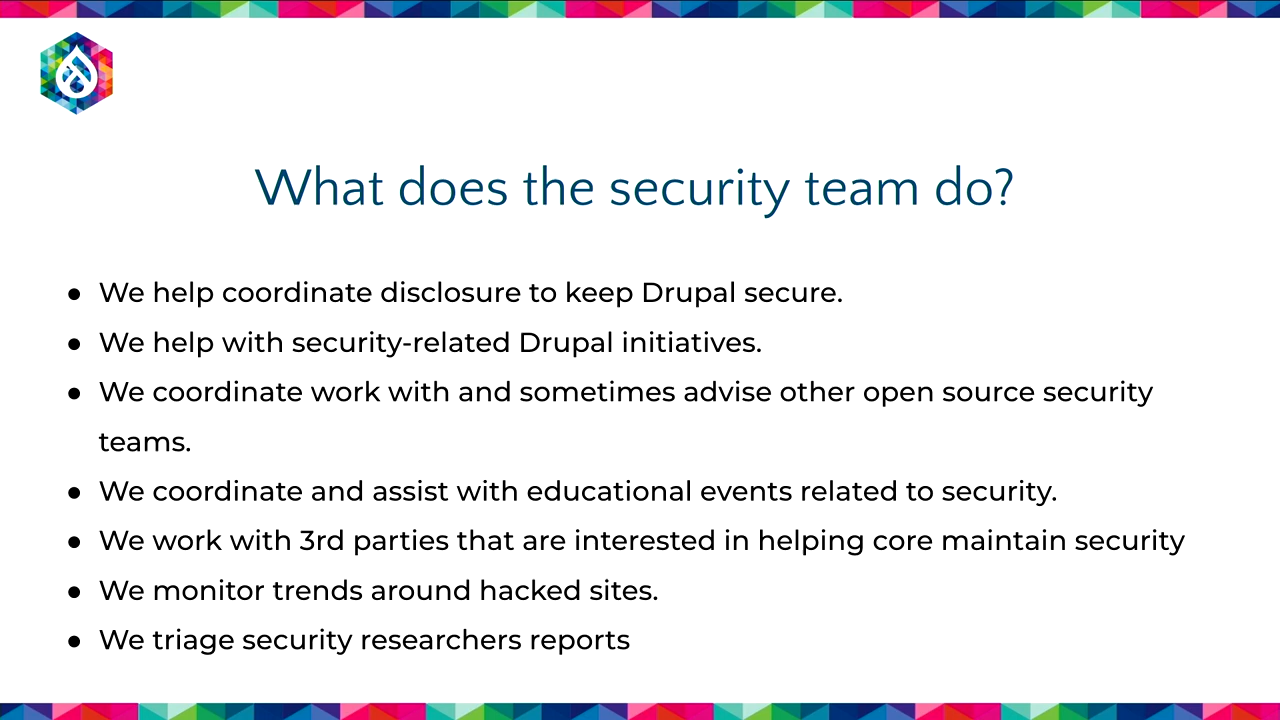 What does the security team do?
● We help coordinate disclosure to keep Drupal secure.
● We help with security-related Drupal initiatives.
● We coordinate work with and sometimes advise other open source security
teams.
● We coordinate and assist with educational events related to security.
● We work with 3rd parties that are interested in helping core maintain security
● We monitor trends around hacked sites.
● We triage security researchers reports